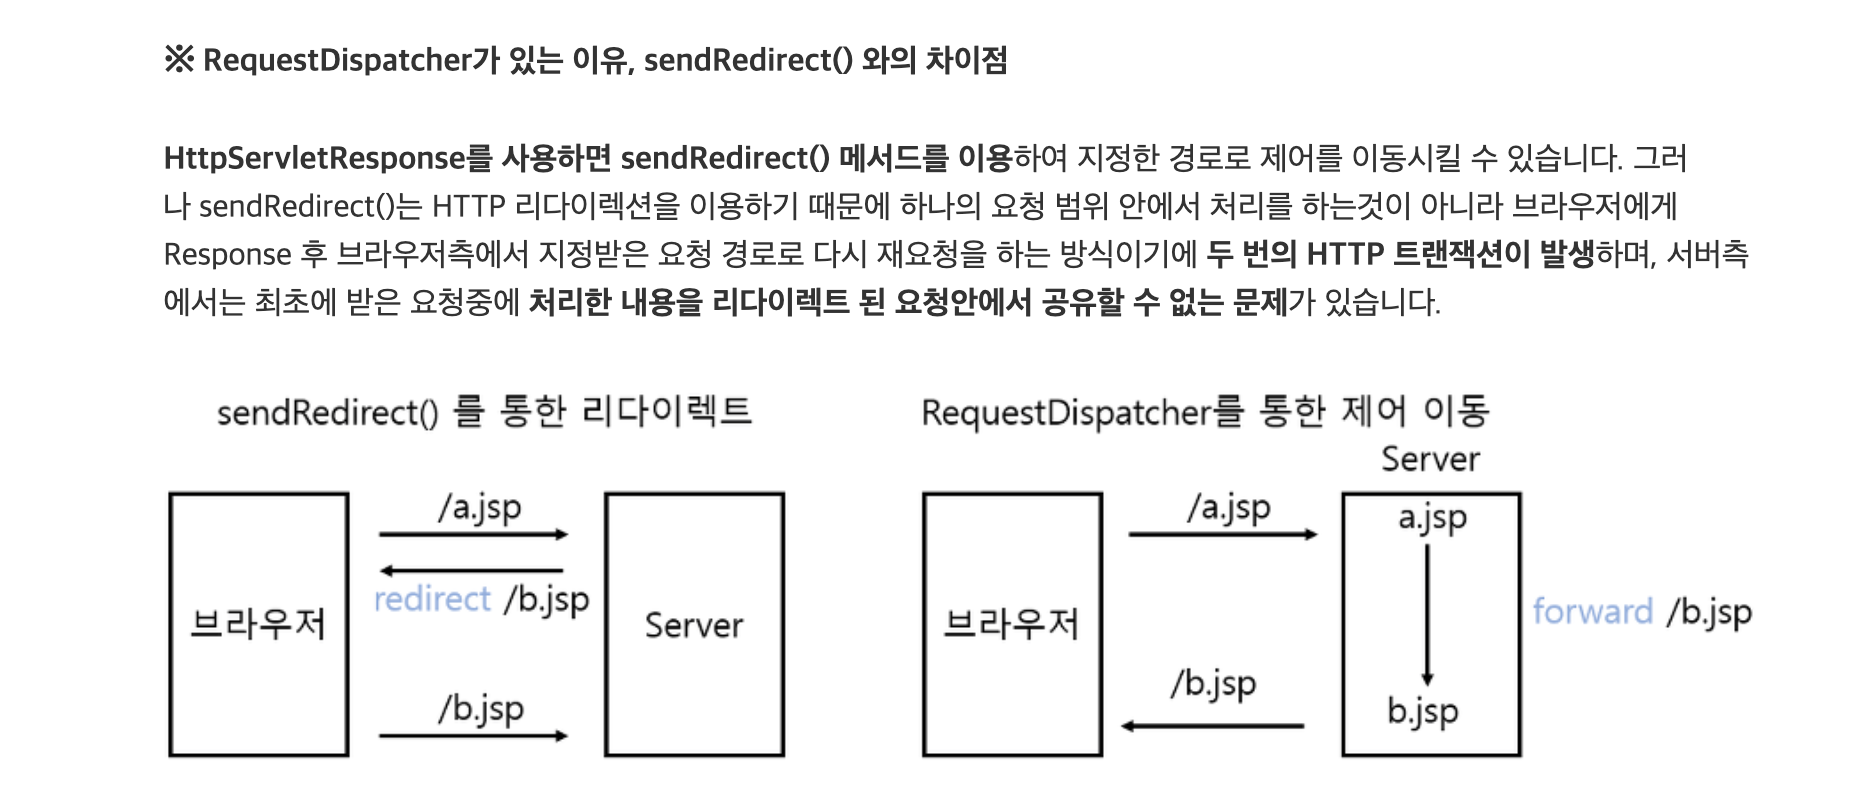 ※ RequestDispatcher가 있는 이유, sendRedirect() 와의 차이점
HttpServletResponse를 사용하면 sendRedirect() 메서드를 이용하여 지정한 경로로 제어를 이동시킬 수 있습니다. 그러
나 sendRedirect()는 HTTP 리다이렉션을 이용하기 때문에 하나의 요청 범위 안에서 처리를 하는것이 아니라 브라우저에게
Response 후 브라우저측에서 지정받은 요청 경로로 다시 재요청을 하는 방식이기에 두 번의 HTTP 트랜잭션이 발생하며, 서버측
에서는 최초에 받은 요청중에 처리한 내용을 리다이렉트 된 요청안에서 공유할 수 없는 문제가 있습니다.
sendRedirect() 를 통한 리다이렉트
브라우저
/a.jsp
redirect /b.jsp
/b.jsp
Server
RequestDispatcher를 통한 제어 이동
Server
브라우저
/a.jsp
/b.jsp
a.jsp
b.jsp
forward /b.jsp